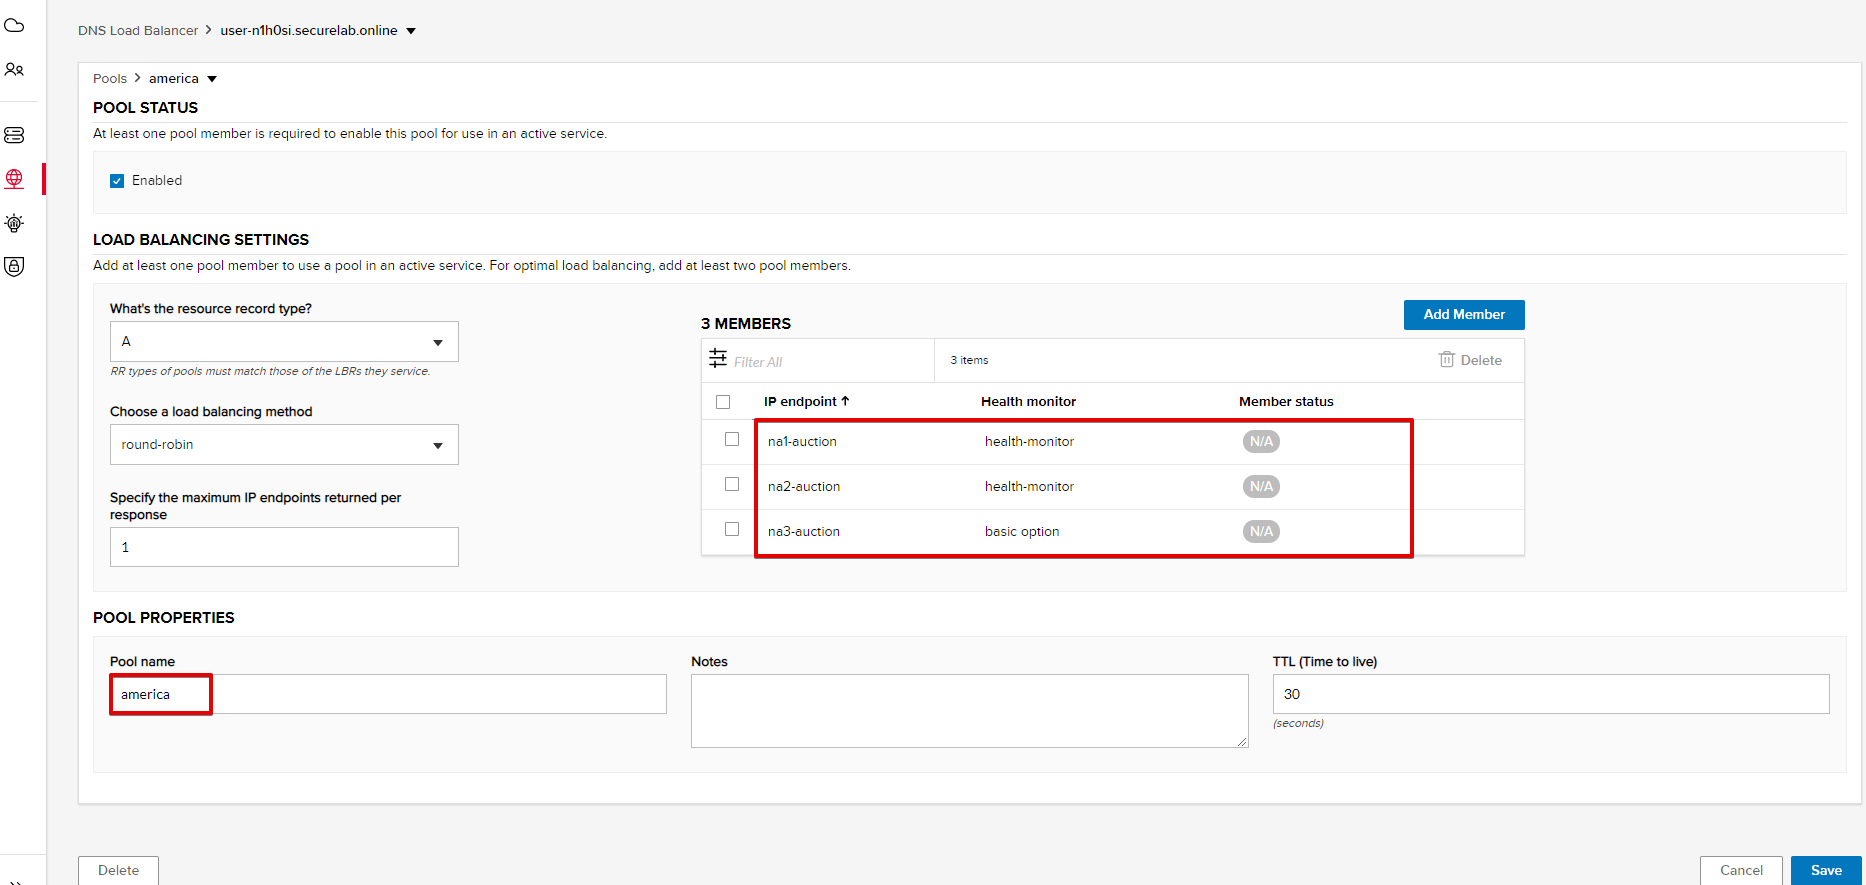 DNS Load Balancer > user-n1h0si.securelab.online
Pools > america
POOL STATUS
At least one pool member is required to enable this pool for use in an active service.
Enabled
LOAD BALANCING SETTINGS
Add at least one pool member to use a pool in an active service. For optimal load balancing, add at least two pool members.
What's the resource record type?
A
RR types of pools must match those of the LBRs they service.
Choose a load balancing method
round-robin
Specify the maximum IP endpoints returned per
response
1
3 MEMBERS
Add Member
Filter All
3 items
Delete
IP endpoint ↑ Health monitor Member status
na1-auction health-monitor N/A
na2-auction health-monitor N/A
na3-auction basic option N/A
POOL PROPERTIES
Pool name
america
Notes
TTL (Time to live)
30
(seconds)
Delete
Cancel
Save